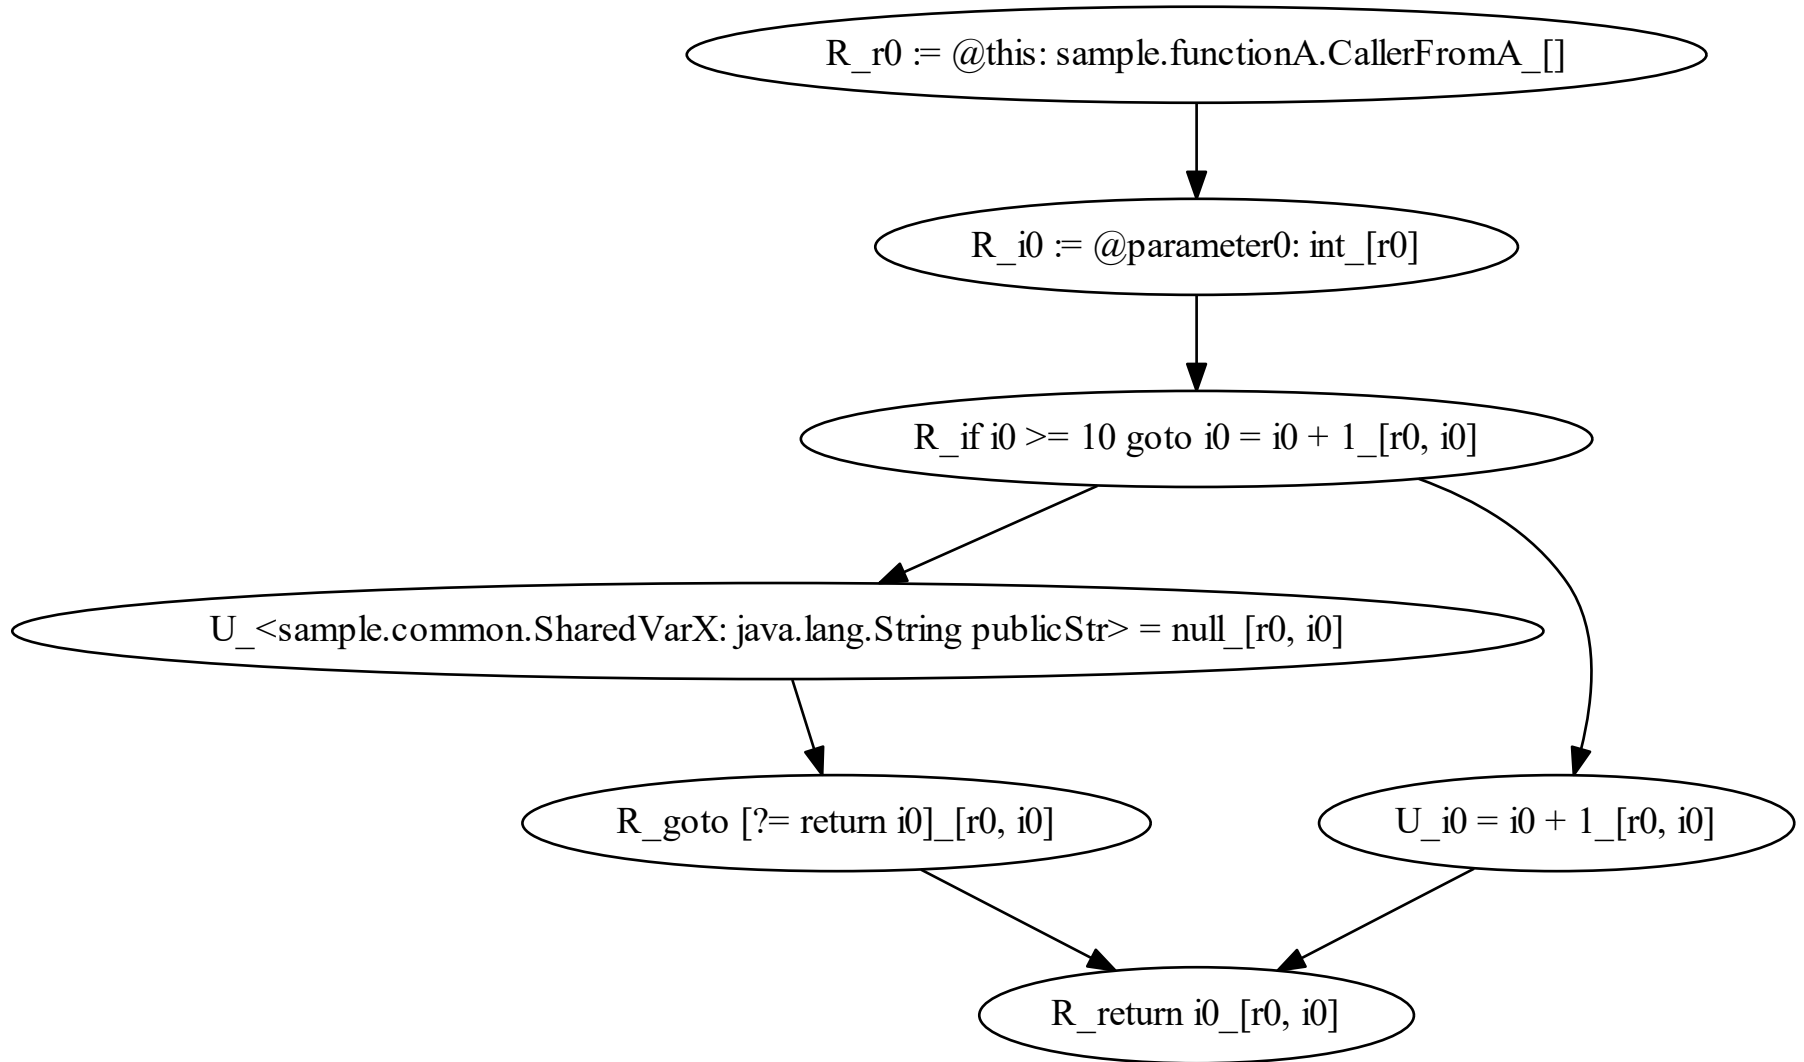 R_r0 := @this: sample.functionA.CallerFromA_[]
R_i0 := @parameter0: int_[r0]
R_if i0 >= 10 goto i0 = i0 + 1_[r0, i0]
U_<sample.common.SharedVarX: java.lang.String publicStr> = null_[r0, i0]
R_goto [?= return i0]_[r0, i0]
U_i0 = i0 + 1_[r0, i0]
R_return i0_[r0, i0]